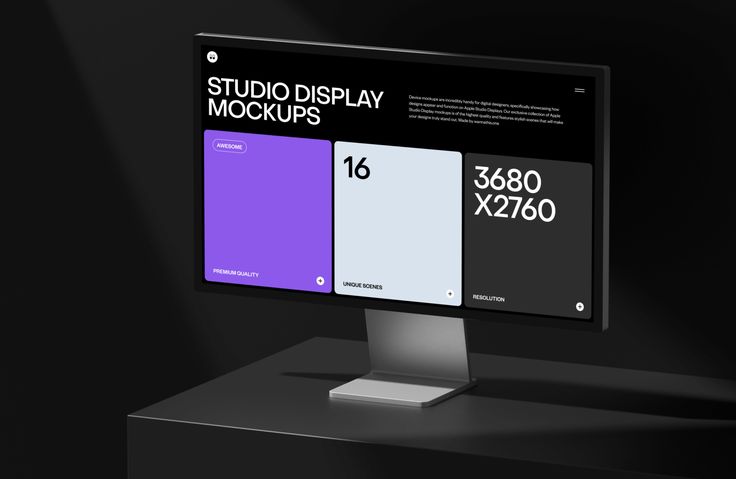 STUDIO DISPLAY
MOCKUPS
Device mockups are incredibly handy for digital designers, specifically showcasing how
designs appear and function on Apple Studio Displays. Our exclusive collection of Apple
Studio Display mockups is of the highest quality and features stylish scenes that will make
your designs truly stand out. Made by
AWESOME
PREMIUM QUALITY
16
UNIQUE SCENES
3680
X2760
RESOLUTION